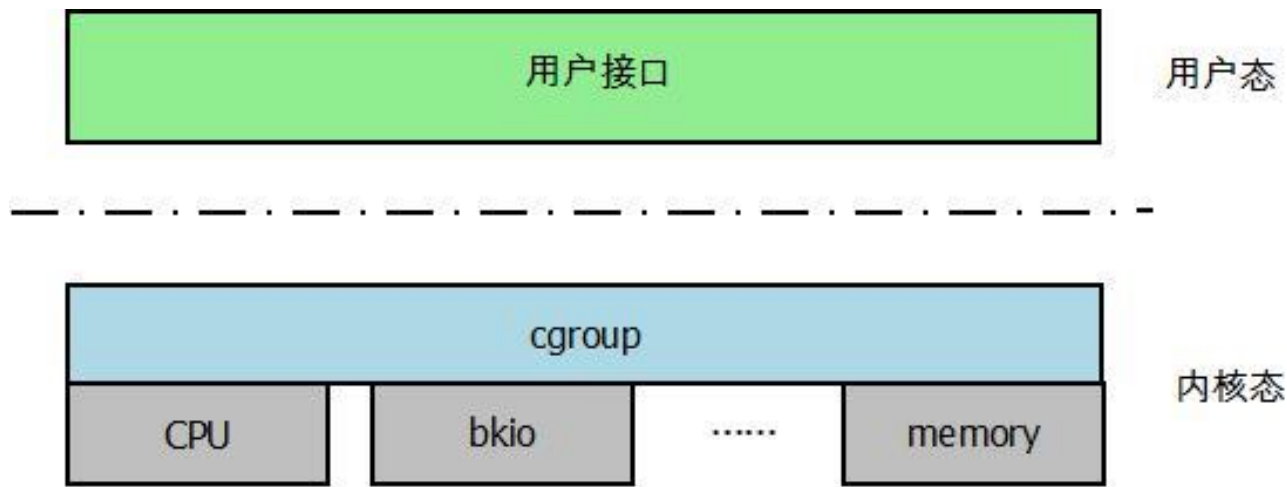 用户接口
用户态
cgroup
内核态
CPU
bkio
......
memory